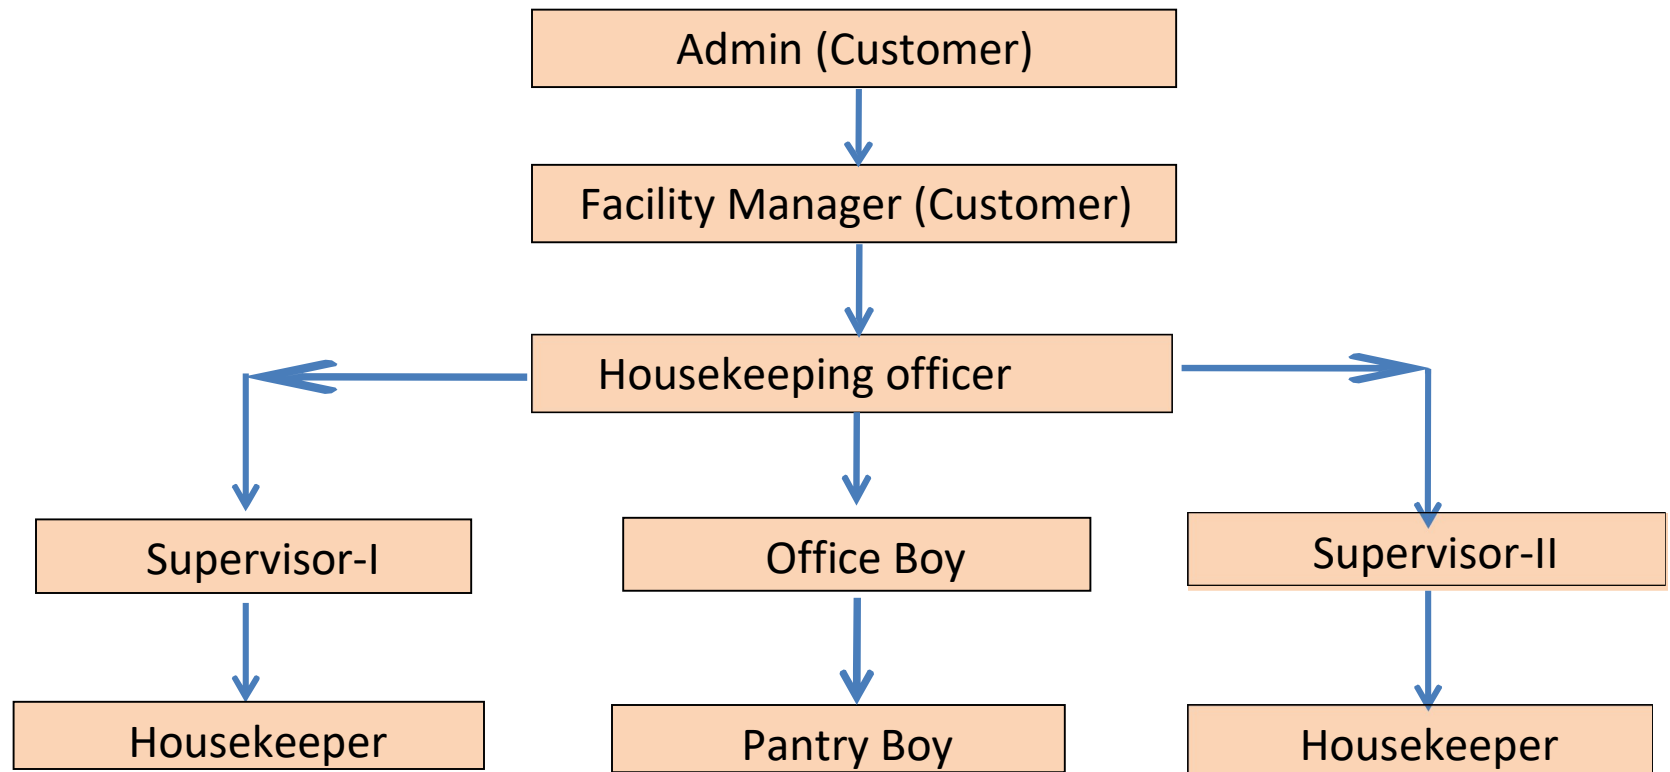 Admin (Customer)
Facility Manager (Customer)
Housekeeping officer
Supervisor-I
Office Boy
Supervisor-II
Housekeeper
Pantry Boy
Housekeeper